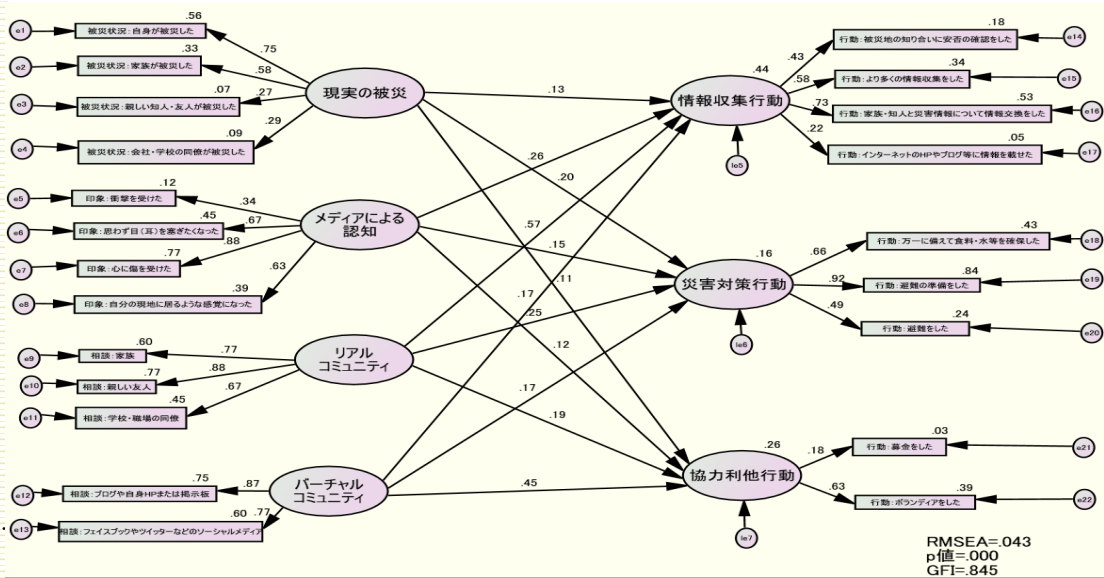 e1
.56
被災状況:自身が被災した
.75
e2
.33
被災状況:家族が被災した
.58
e3
.07
被災状況:親しい知人・友人が被災した
.27
e4
.09
被災状況:会社・学校の同僚が被災した
.29
現実の被災
e5
.12
印象:衝撃を受けた
.34
e6
.45
印象:思わず目(耳)を塞ぎたくなった
.67
e7
.77
印象:心に傷を受けた
.88
e8
.39
印象:自分の現地に居るような感覚になった
.63
メディアによる
認知
e9
.60
相談:家族
.77
e10
.77
相談:親しい友人
.88
e11
.45
相談:学校・職場の同僚
.67
リアル
コミュニティ
e12
.75
相談:ブログや自身HPまたは掲示板
.87
e13
.60
相談:フェイスブックやツイッターなどのソーシャルメディア
.77
バーチャル
コミュニティ
.13
.26
.20
.57
.15
.17
.11
.25
.12
.17
.19
.45
.44
情報収集行動
le5
.43
.18
行動:被災地の知り合いに安否の確認をした
e14
.58
.34
行動:より多くの情報収集をした
e15
.73
.53
行動:家族・知人と災害情報について情報交換をした
e16
.22
.05
行動:インターネットのHPやブログ等に情報を載せた
e17
.16
災害対策行動
le6
.66
.43
行動:万一に備えて食料・水等を確保した
e18
.92
.84
行動:避難の準備をした
e19
.49
.24
行動:避難をした
e20
.26
協力利他行動
le7
.18
.03
行動:募金をした
e21
.63
.39
行動:ボランディアをした
e22
RMSEA=.043
p値=.000
GFI=.845